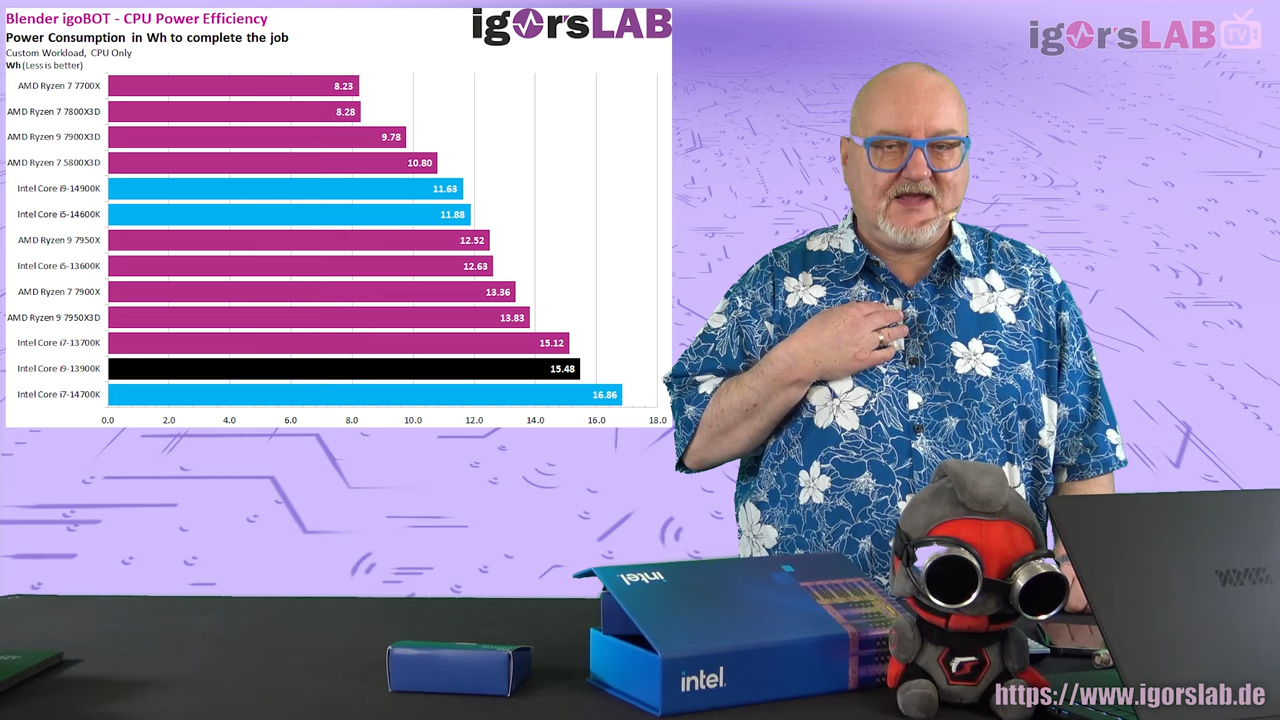 Blender igoBOT - CPU Power Efficiency
Power Consumption in Wh to complete the job
Custom Workload, CPU Only
Wh (Less is better)
igorsLAB
igorsLAB TV
AMD Ryzen 7 7700X 8.23
AMD Ryzen 7 7800X3D 8.28
AMD Ryzen 9 7900X3D 9.78
AMD Ryzen 7 5800X3D 10.80
Intel Core i9-14900K 11.63
Intel Core i5-14600K 11.88
AMD Ryzen 9 7950X 12.52
Intel Core i5-13600K 12.63
AMD Ryzen 7 7900X 13.36
AMD Ryzen 9 7950X3D 13.83
Intel Core i7-13700K 15.12
Intel Core i9-13900K 15.48
Intel Core i7-14700K 16.86
0.0 2.0 4.0 6.0 8.0 10.0 12.0 14.0 16.0 18.0
intel.
intel.
https://www.igorslab.de